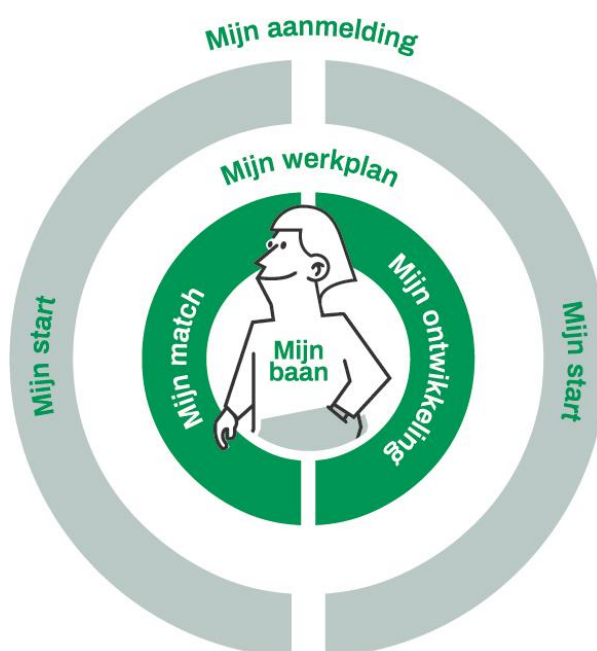 Mijn aanmelding
Mijn werkplan
Mijn start
Mijn match
Mijn baan
Mijn ontwikkeling
Mijn start